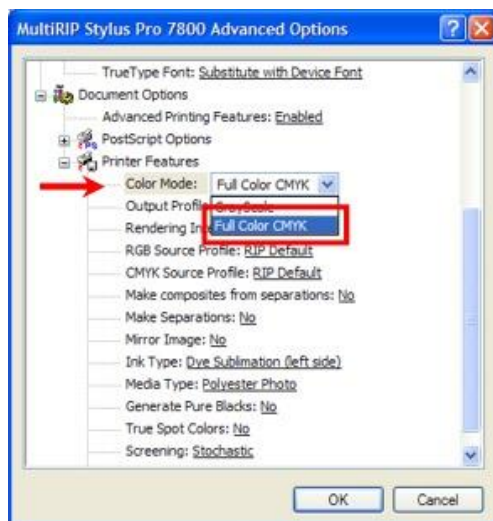 MultiRIP Stylus Pro 7800 Advanced Options
TrueType Font: Substitute with Device Font
Document Options
Advanced Printing Features: Enabled
PostScript Options
Printer Features
Color Mode: Full Color CMYK
Output Profile
GrayScale
Rendering Int
Full Color CMYK
RGB Source Profile: RIP Default
CMYK Source Profile: RIP Default
Make composites from separations: No
Make Separations: No
Mirror Image: No
Ink Type: Dye Sublimation (left side)
Media Type: Polyester Photo
Generate Pure Blacks: No
True Spot Colors: No
Screening: Stochastic
OK Cancel